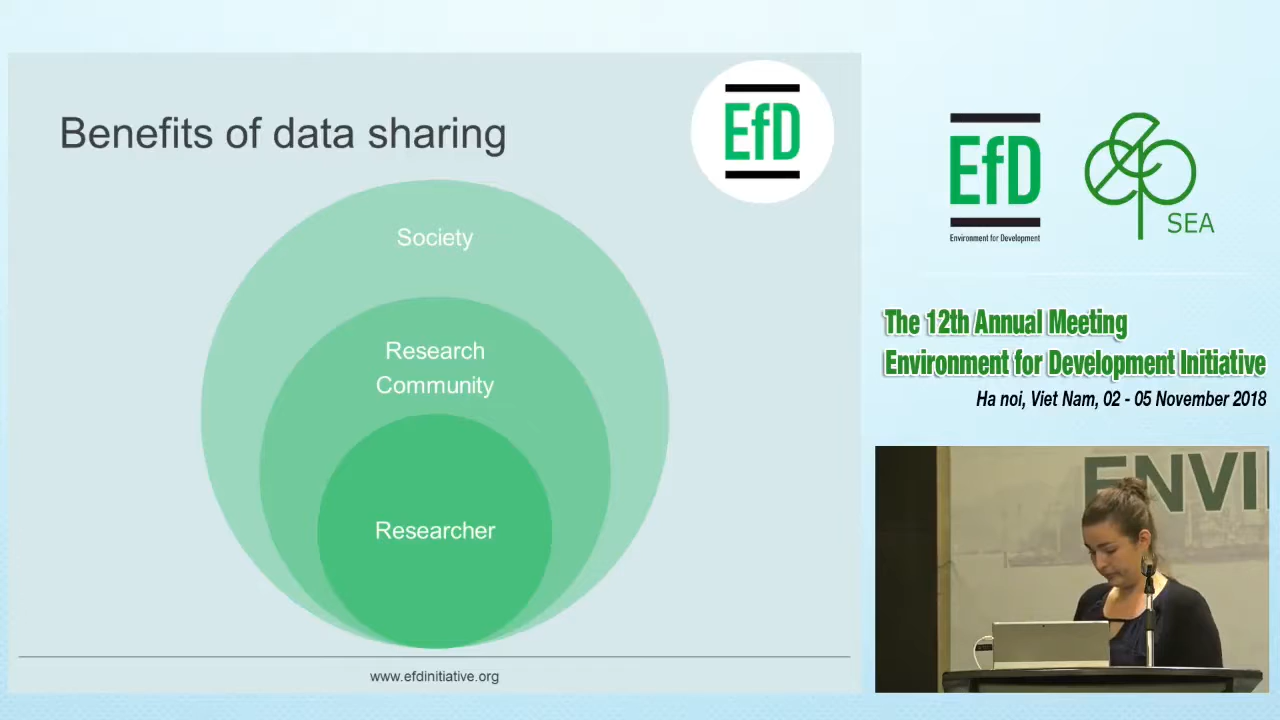 Benefits of data sharing
EfD
Society
Research
Community
Researcher
www.efdinitiative.org
EfD
Environment for Development
SEA
The 12th Annual Meeting
Environment for Development Initiative
Ha noi, Viet Nam, 02 - 05 November 2018
ENVI